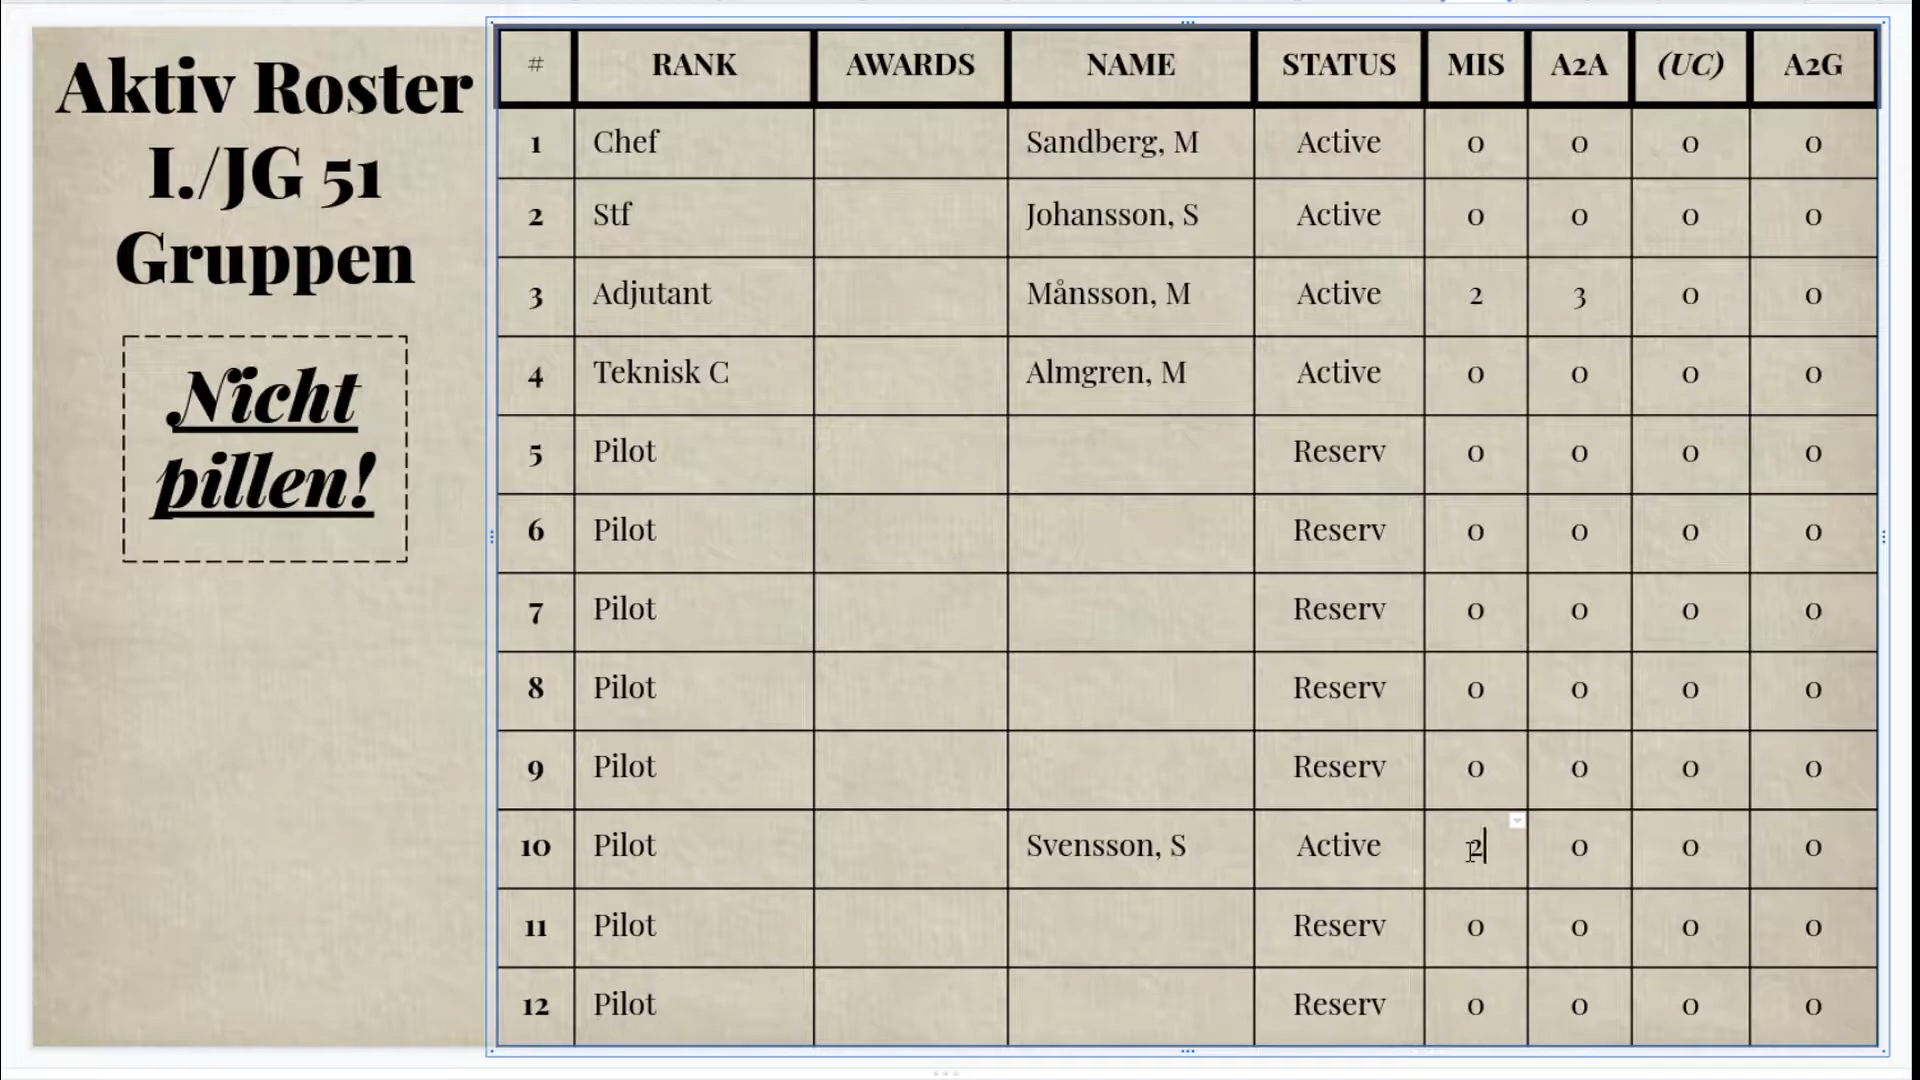 Aktiv Roster
I./JG 51
Gruppen
Nicht
pillen!
# RANK AWARDS NAME STATUS MIS A2A (UC) A2G
1 Chef Sandberg, M Active 0 0 0 0
2 Stf Johansson, S Active 0 0 0 0
3 Adjutant Månsson, M Active 2 3 0 0
4 Teknisk C Almgren, M Active 0 0 0 0
5 Pilot Reserv 0 0 0 0
6 Pilot Reserv 0 0 0 0
7 Pilot Reserv 0 0 0 0
8 Pilot Reserv 0 0 0 0
9 Pilot Reserv 0 0 0 0
10 Pilot Svensson, S Active 2 0 0 0
11 Pilot Reserv 0 0 0 0
12 Pilot Reserv 0 0 0 0